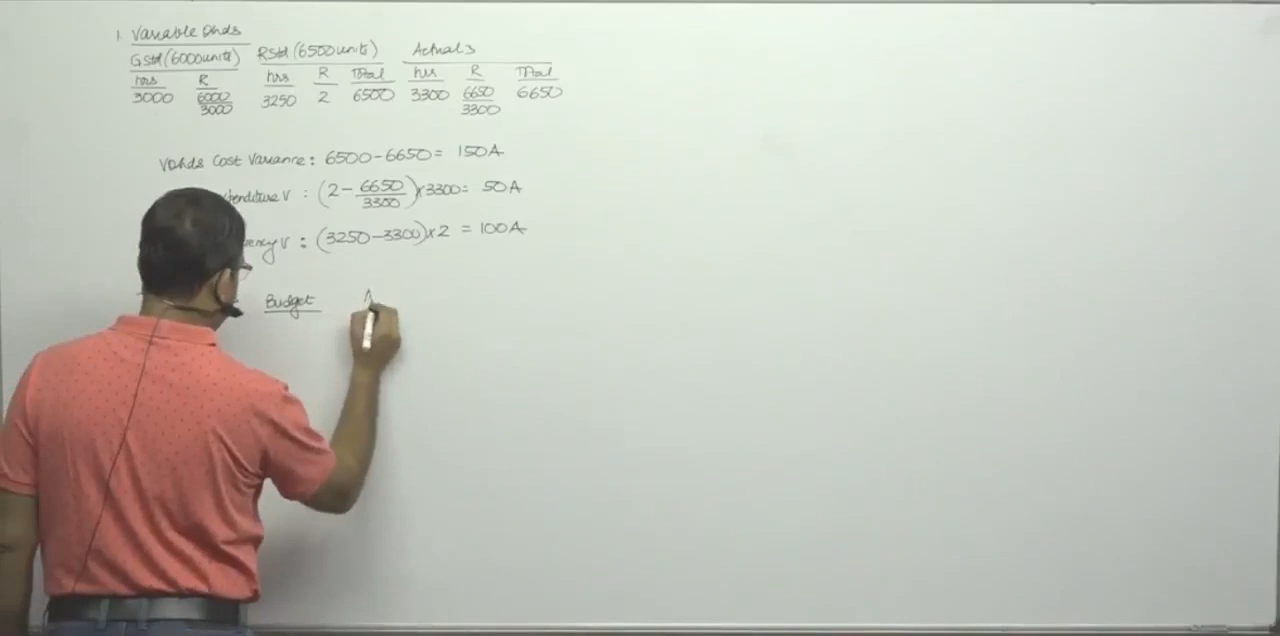 1. Variable Ohds
GStd (6000 units) RStd (6500 units) Actuals
hrs R hrs R Total hrs R Total
3000 6000/3000 3250 2 6500 3300 6650/3300 6650
VOhds Cost Variance: 6500-6650= 150A
penditure V : (2 - 6650/3300)×3300= 50A
ency V : (3250-3300)×2 = 100A
Budget